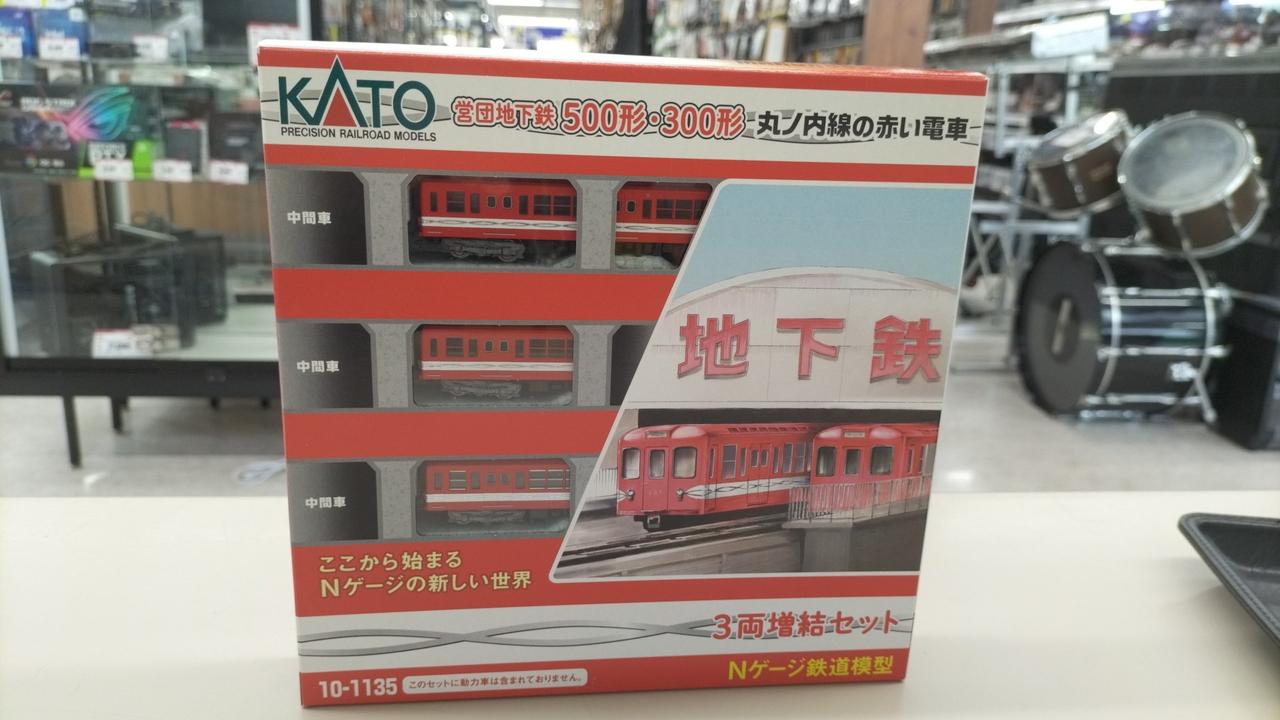 KATO
PRECISION RAILROAD MODELS
営団地下鉄 500形・300形 丸ノ内線の赤い電車
中間車
中間車
中間車
地下鉄
ここから始まる
Nゲージの新しい世界
3両増結セット
Nゲージ鉄道模型
10-1135 このセットに動力車は含まれておりません。